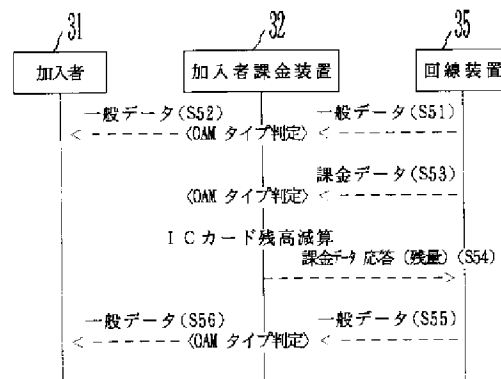 31
32
35
加入者
加入者課金装置
回線装置
一般データ(S52)
一般データ(S51)
(OAM タイプ判定)
課金データ(S53)
(OAM タイプ判定)
ＩＣカード残高減算
課金データ 応答 (残量) (S54)
一般データ(S56)
一般データ(S55)
(OAM タイプ判定)